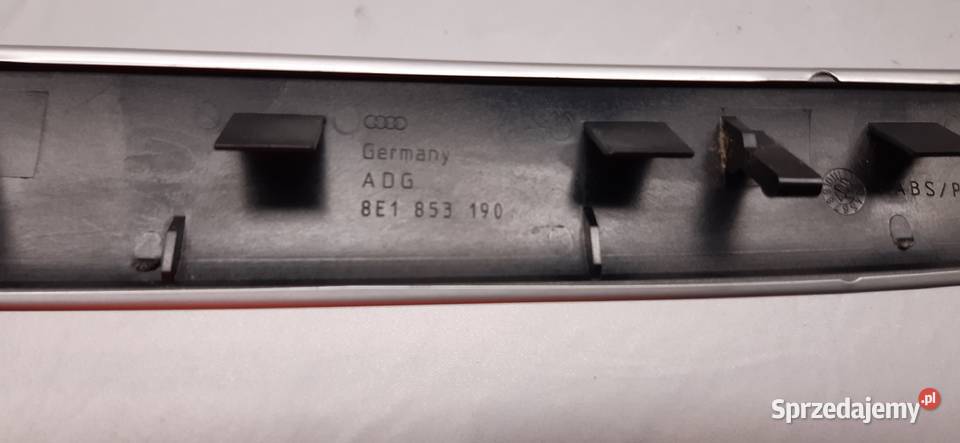 Germany
ADG
8E1 853 190
ABS/P
Sprzedajemy.pl